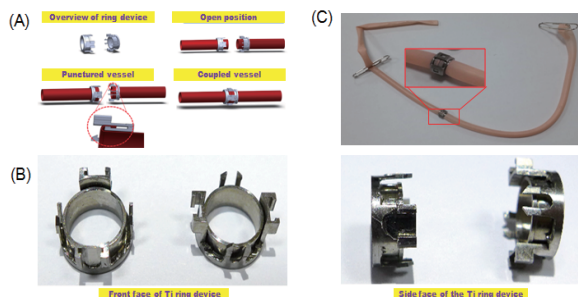 (A)
Overview of ring device
Open position
Punctured vessel
Coupled vessel
(B)
Front face of Ti ring device
(C)
Side face of the Ti ring device